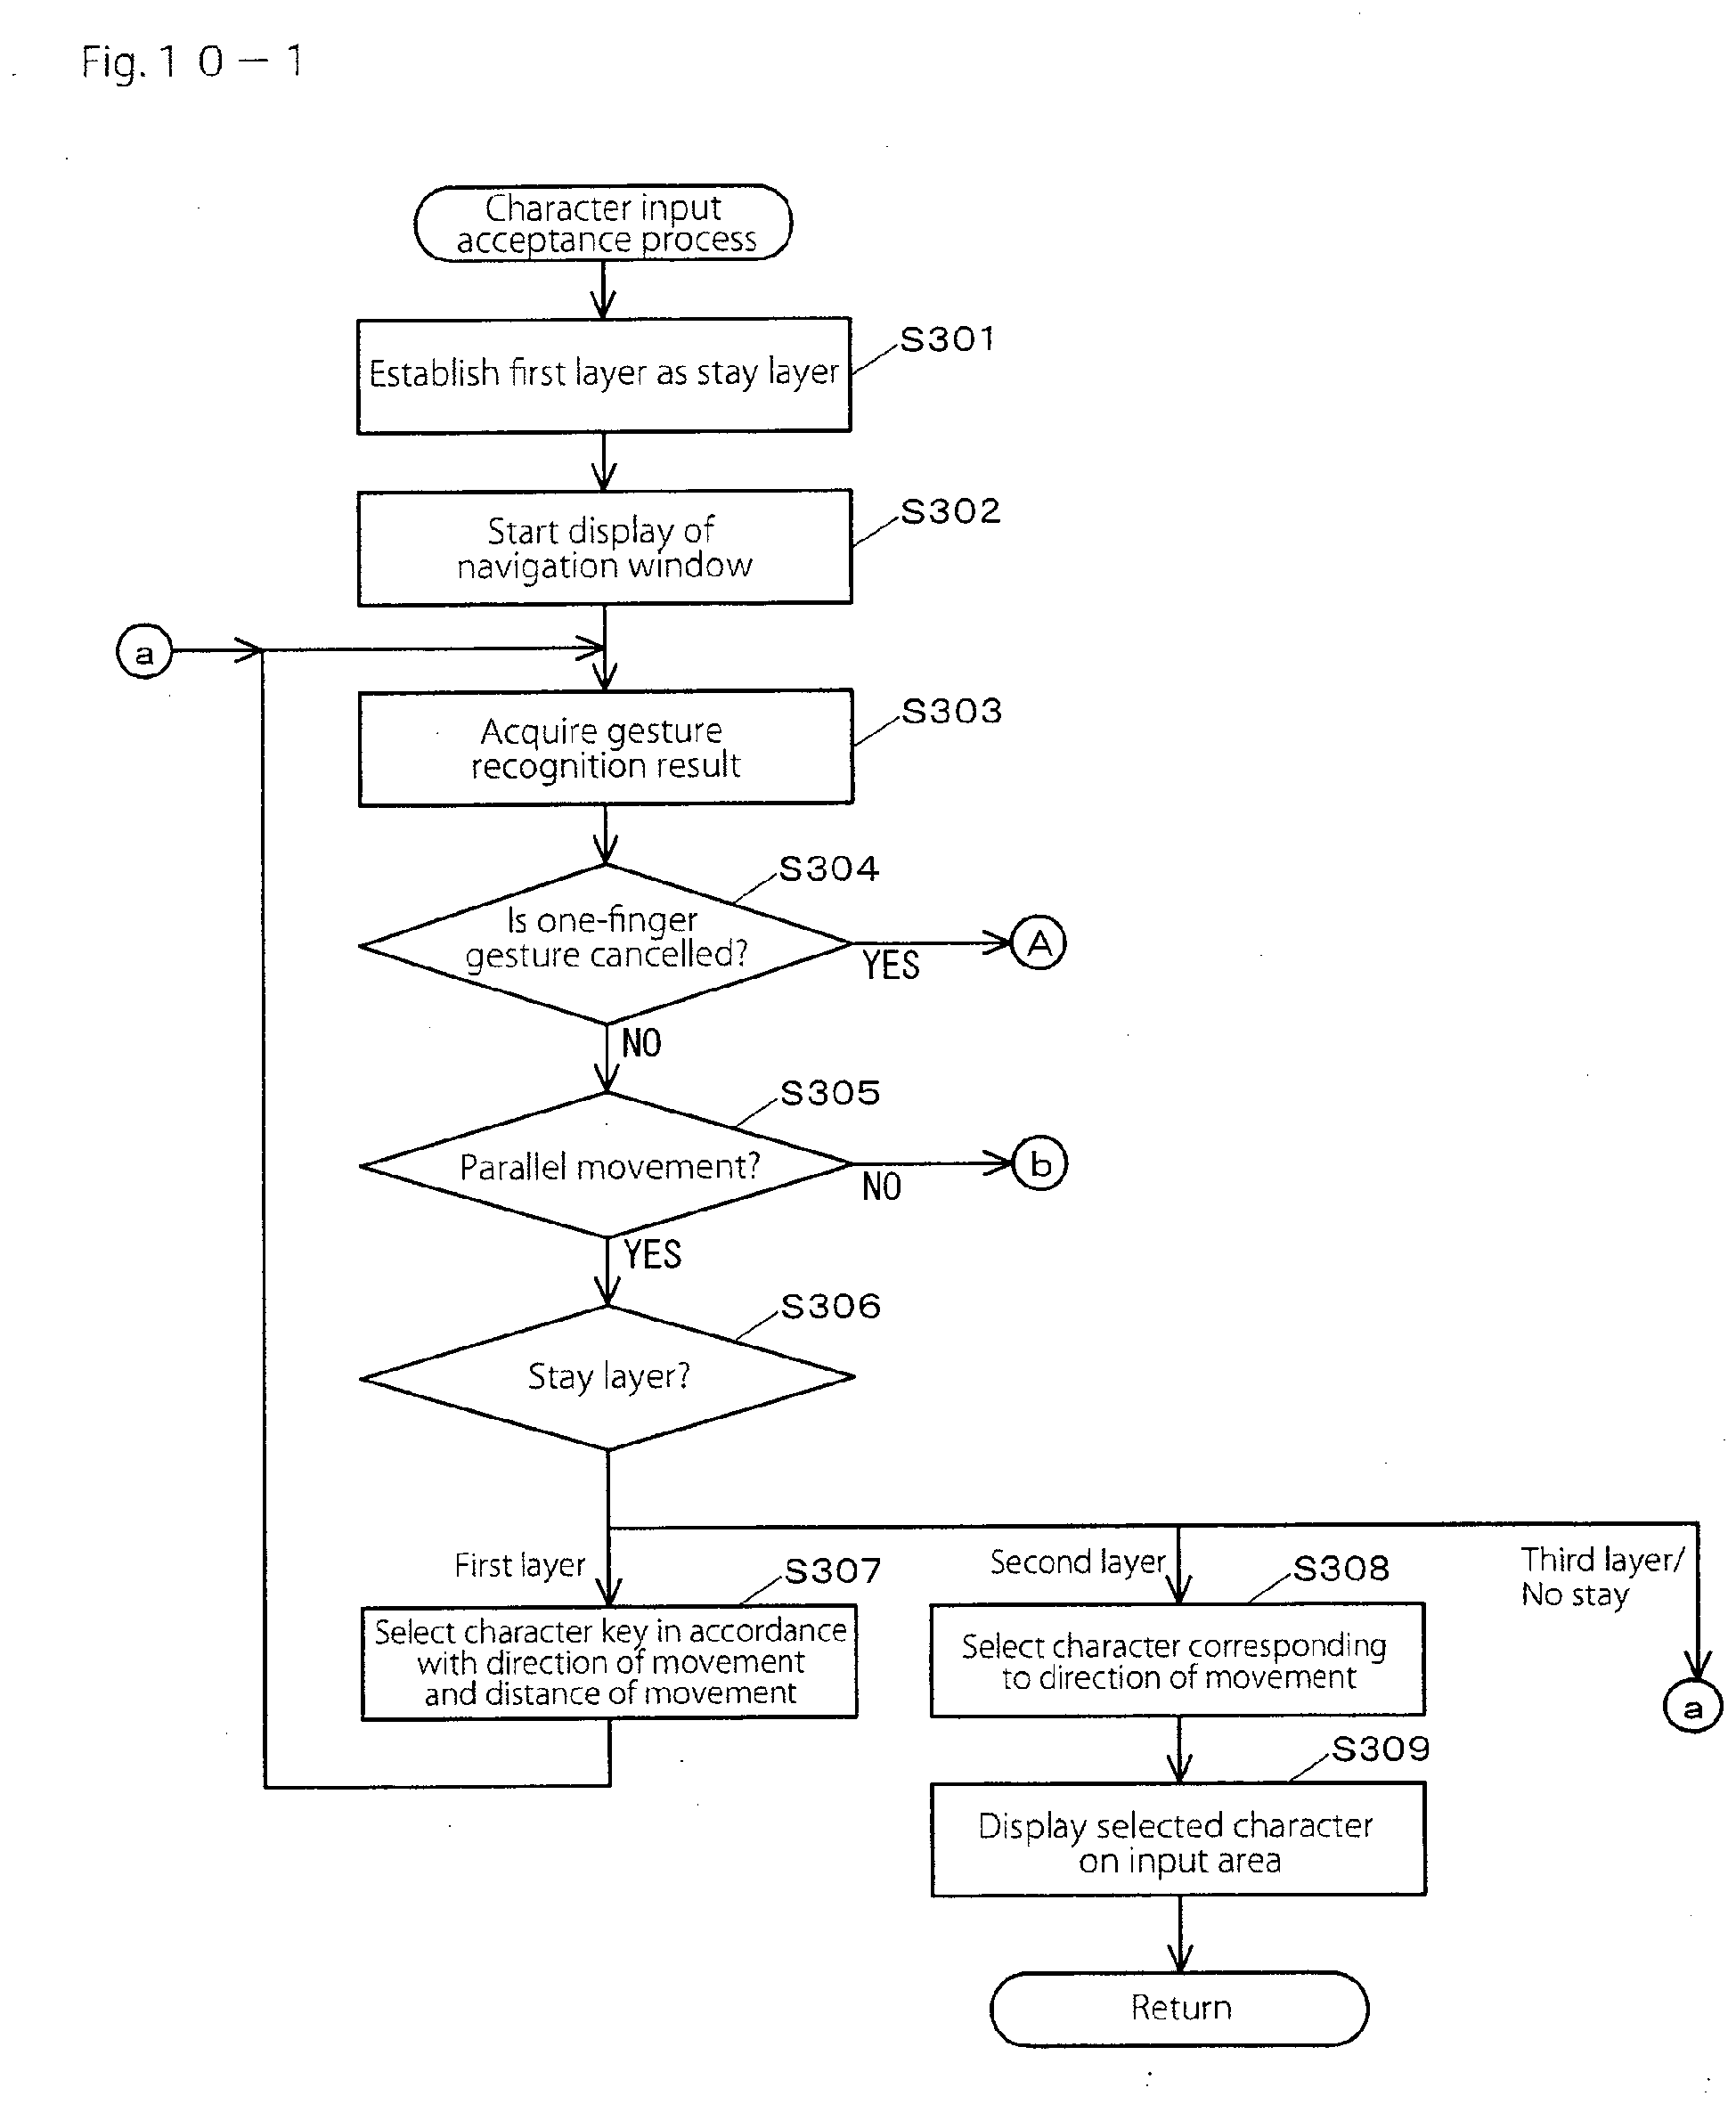 Fig.10-1
Character input
acceptance process
S301
Establish first layer as stay layer
S302
Start display of
navigation window
a
S303
Acquire gesture
recognition result
S304
Is one-finger
gesture cancelled?
YES
A
NO
S305
Parallel movement?
NO
b
YES
S306
Stay layer?
First layer
S307
Select character key in accordance
with direction of movement
and distance of movement
Second layer
S308
Select character corresponding
to direction of movement
Third layer/
No stay
a
S309
Display selected character
on input area
Return